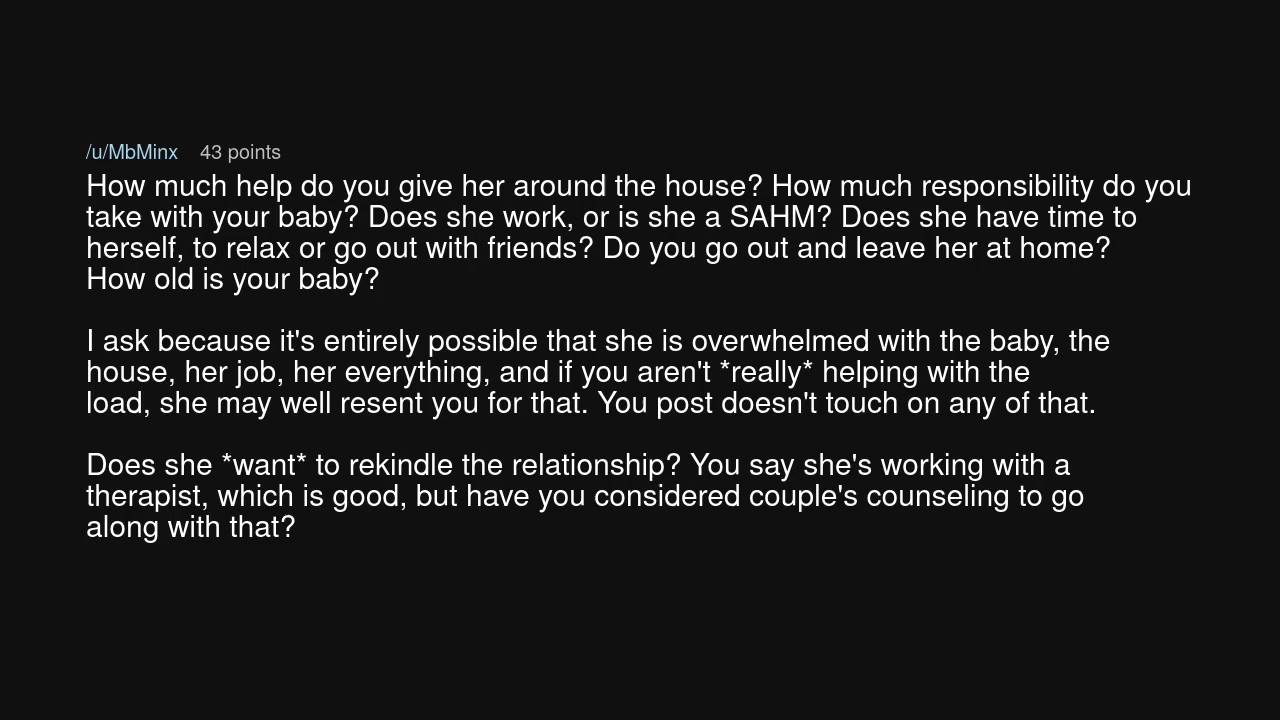 /u/MbMinx 43 points
How much help do you give her around the house? How much responsibility do you
take with your baby? Does she work, or is she a SAHM? Does she have time to
herself, to relax or go out with friends? Do you go out and leave her at home?
How old is your baby?
I ask because it's entirely possible that she is overwhelmed with the baby, the
house, her job, her everything, and if you aren't *really* helping with the
load, she may well resent you for that. You post doesn't touch on any of that.
Does she *want* to rekindle the relationship? You say she's working with a
therapist, which is good, but have you considered couple's counseling to go
along with that?